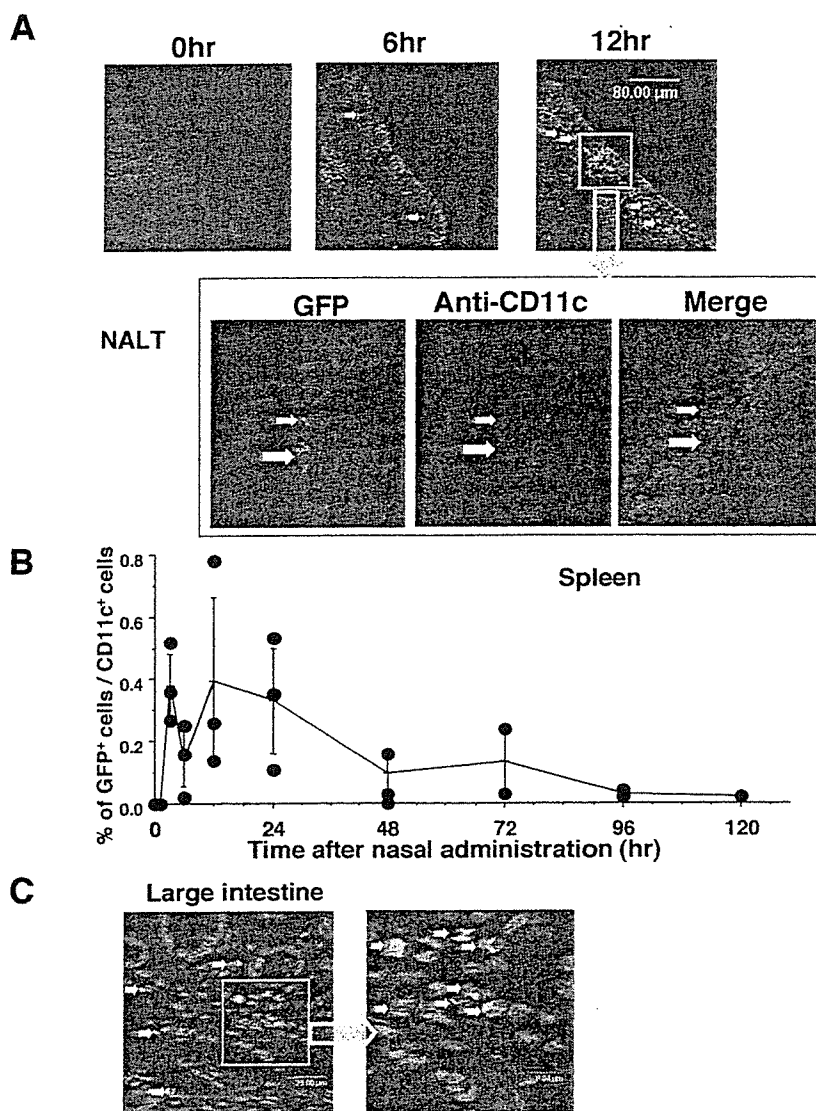 A
0hr 6hr 12hr
80.00 µm
NALT
GFP Anti-CD11c Merge
B
Spleen
% of GFP⁺ cells / CD11c⁺ cells
0.8
0.6
0.4
0.2
0.0
0 24 48 72 96 120
Time after nasal administration (hr)
C
Large intestine